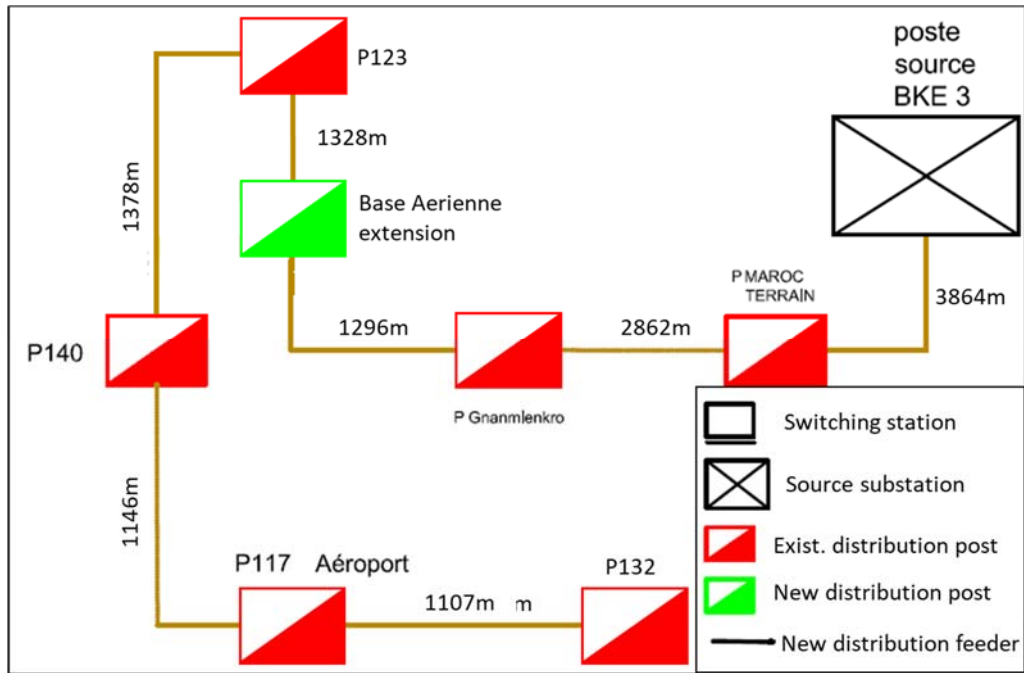 poste
source
BKE 3
P123
1328m
1378m
Base Aerienne
extension
P MAROC
TERRAIN
3864m
1296m
2862m
P140
P Gnanmlenkro
Switching station
Source substation
1146m
P117 Aéroport
P132
Exist. distribution post
1107m m
New distribution post
New distribution feeder